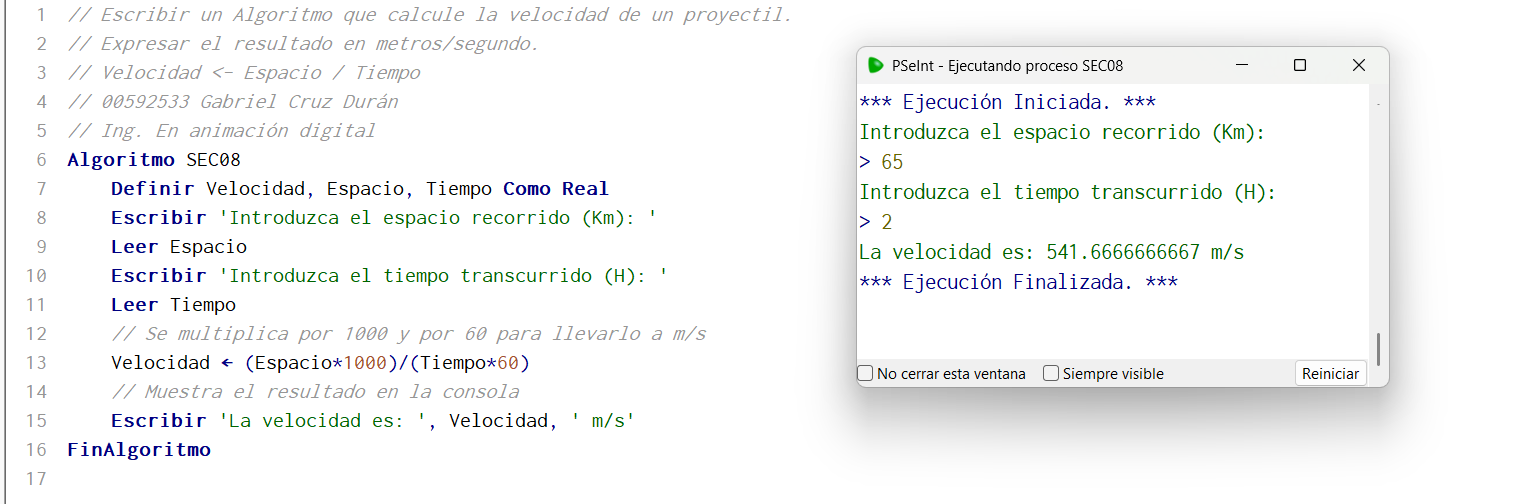 1 // Escribir un Algoritmo que calcule la velocidad de un proyectil.
2 // Expresar el resultado en metros/segundo.
3 // Velocidad <- Espacio / Tiempo
4 // 00592533 Gabriel Cruz Durán
5 // Ing. En animación digital
6 Algoritmo SEC08
7 Definir Velocidad, Espacio, Tiempo Como Real
8 Escribir 'Introduzca el espacio recorrido (Km): '
9 Leer Espacio
10 Escribir 'Introduzca el tiempo transcurrido (H): '
11 Leer Tiempo
12 // Se multiplica por 1000 y por 60 para llevarlo a m/s
13 Velocidad ← (Espacio*1000)/(Tiempo*60)
14 // Muestra el resultado en la consola
15 Escribir 'La velocidad es: ', Velocidad, ' m/s'
16 FinAlgoritmo
17
PSeInt - Ejecutando proceso SEC08
*** Ejecución Iniciada. ***
Introduzca el espacio recorrido (Km):
> 65
Introduzca el tiempo transcurrido (H):
> 2
La velocidad es: 541.6666666667 m/s
*** Ejecución Finalizada. ***
No cerrar esta ventana Siempre visible Reiniciar